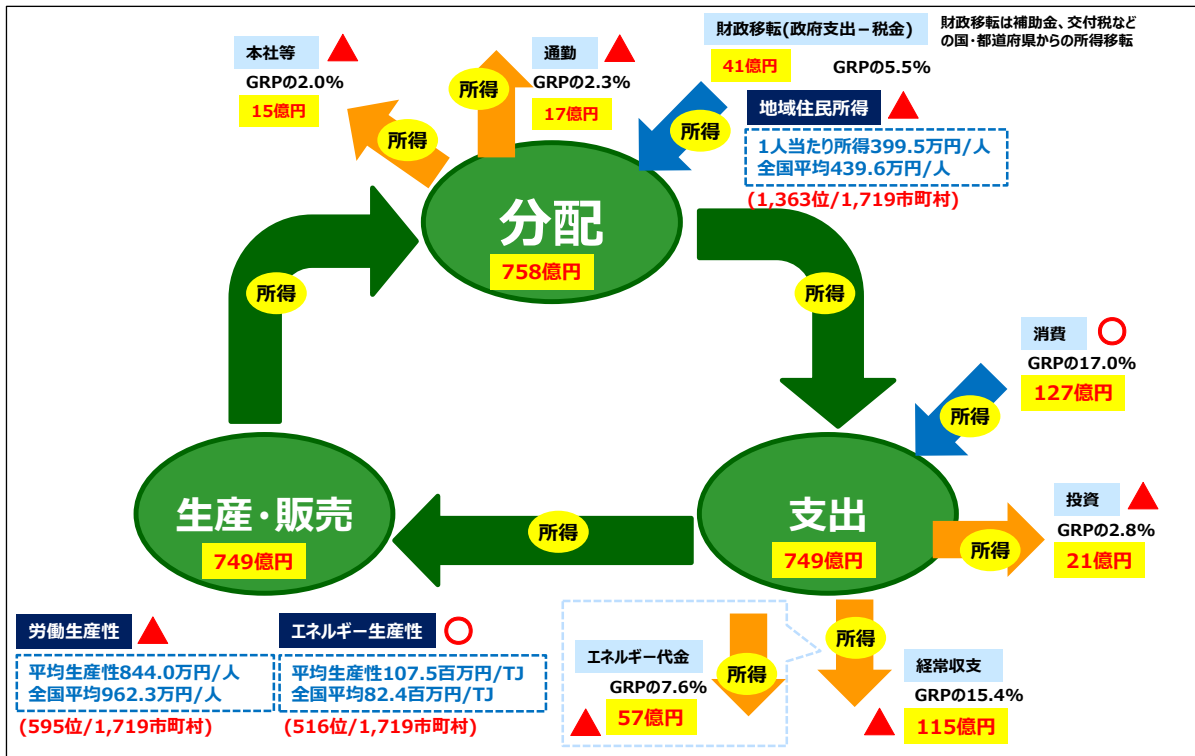 本社等
GRPの2.0%
15億円
通勤
GRPの2.3%
17億円
財政移転(政府支出－税金)
41億円
GRPの5.5%
財政移転は補助金、交付税など
の国・都道府県からの所得移転
地域住民所得
1人当たり所得399.5万円/人
全国平均439.6万円/人
(1,363位/1,719市町村)
所得
所得
所得
分配
758億円
所得
所得
消費
GRPの17.0%
127億円
所得
生産・販売
749億円
所得
支出
749億円
投資
GRPの2.8%
21億円
所得
労働生産性
平均生産性844.0万円/人
全国平均962.3万円/人
(595位/1,719市町村)
エネルギー生産性
平均生産性107.5百万円/TJ
全国平均82.4百万円/TJ
(516位/1,719市町村)
エネルギー代金
GRPの7.6%
57億円
所得
所得
経常収支
GRPの15.4%
115億円